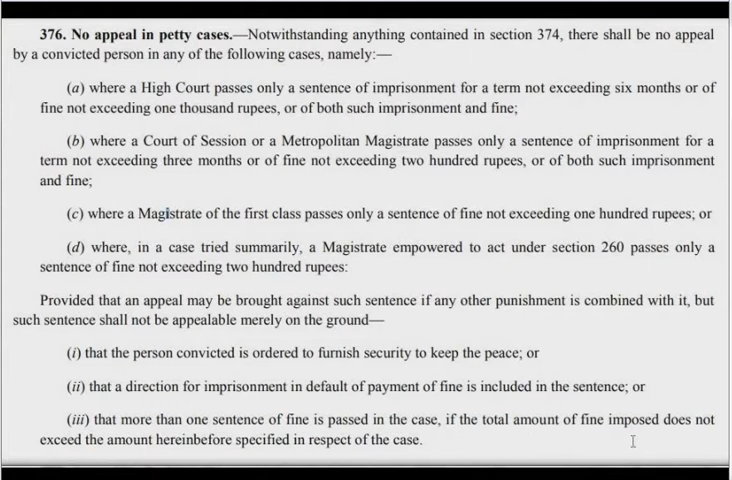 376. No appeal in petty cases.—Notwithstanding anything contained in section 374, there shall be no appeal
by a convicted person in any of the following cases, namely:—
(a) where a High Court passes only a sentence of imprisonment for a term not exceeding six months or of
fine not exceeding one thousand rupees, or of both such imprisonment and fine;
(b) where a Court of Session or a Metropolitan Magistrate passes only a sentence of imprisonment for a
term not exceeding three months or of fine not exceeding two hundred rupees, or of both such imprisonment
and fine;
(c) where a Magistrate of the first class passes only a sentence of fine not exceeding one hundred rupees; or
(d) where, in a case tried summarily, a Magistrate empowered to act under section 260 passes only a
sentence of fine not exceeding two hundred rupees:
Provided that an appeal may be brought against such sentence if any other punishment is combined with it, but
such sentence shall not be appealable merely on the ground—
(i) that the person convicted is ordered to furnish security to keep the peace; or
(ii) that a direction for imprisonment in default of payment of fine is included in the sentence; or
(iii) that more than one sentence of fine is passed in the case, if the total amount of fine imposed does not
exceed the amount hereinbefore specified in respect of the case.